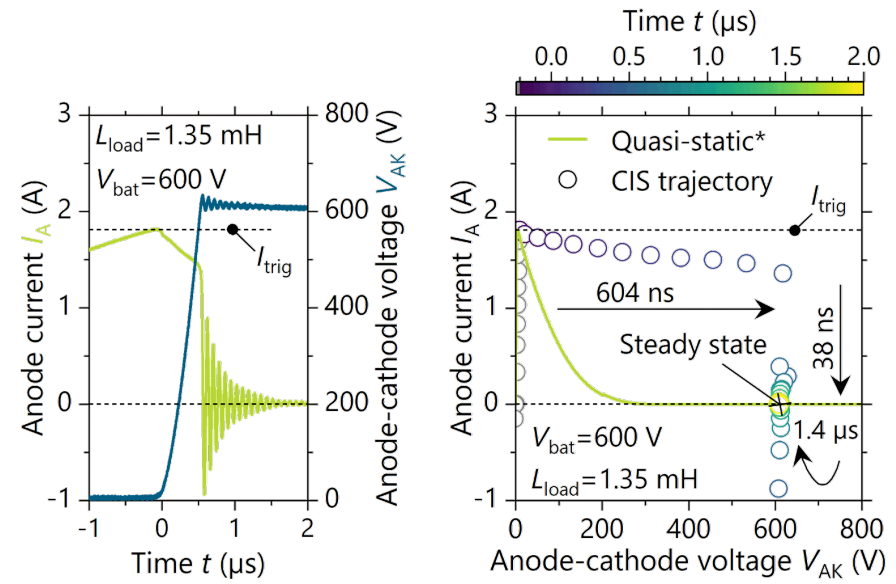 Time t (µs)
0.0 0.5 1.0 1.5 2.0
3
2
1
0
-1
Anode current I_A (A)
L_load=1.35 mH
V_bat=600 V
I_trig
800
600
400
200
0
Anode-cathode voltage V_AK (V)
-1 0 1 2
Time t (µs)
3
2
1
0
-1
Anode current I_A (A)
Quasi-static*
CIS trajectory
I_trig
604 ns
38 ns
Steady state
1.4 µs
V_bat=600 V
L_load=1.35 mH
0 200 400 600 800
Anode-cathode voltage V_AK (V)